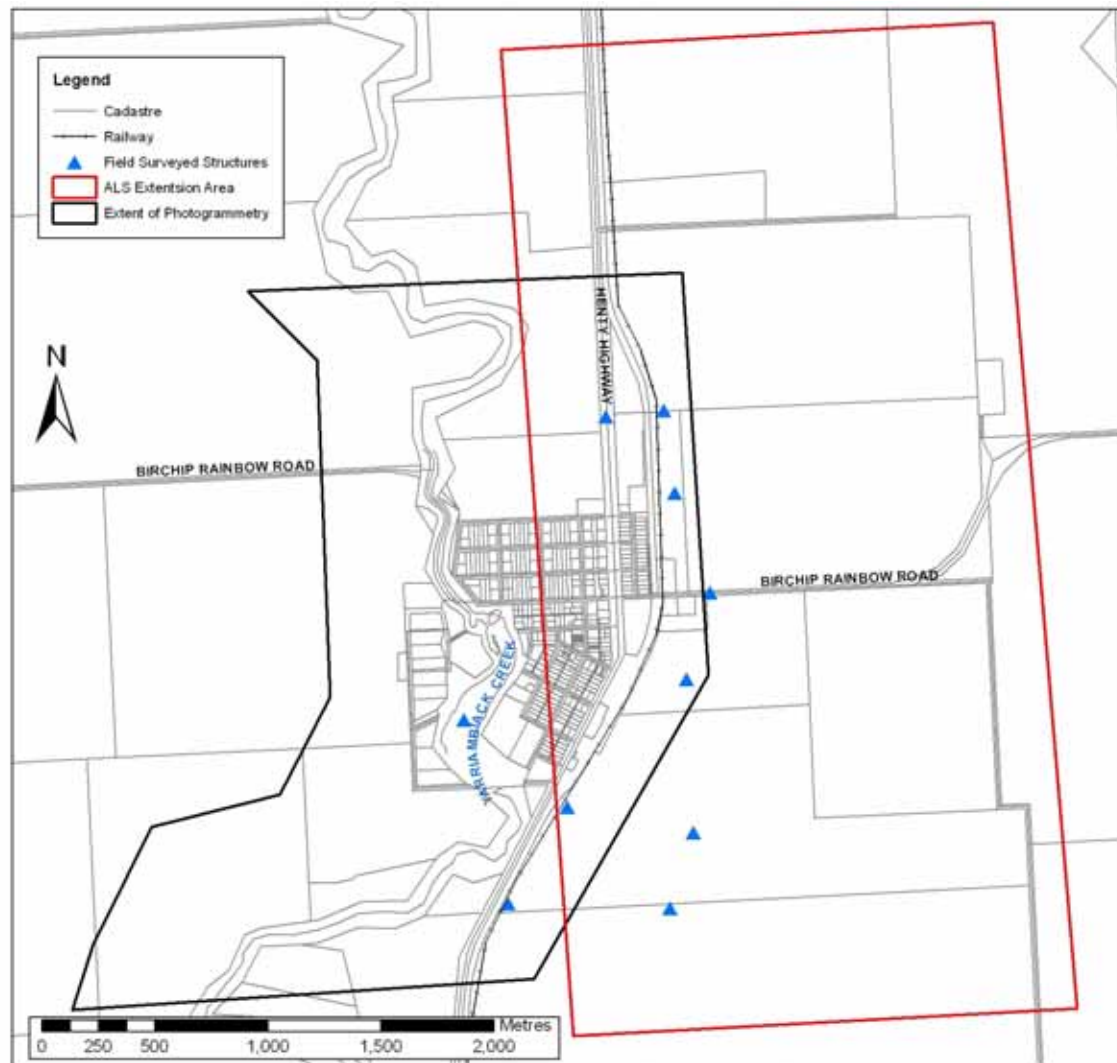 Legend
Cadastre
Railway
Field Surveyed Structures
ALS Extentsion Area
Extent of Photogrammetry
HENTY HIGHWAY
N
BIRCHIP RAINBOW ROAD
BIRCHIP RAINBOW ROAD
YARRIAMBIACK CREEK
Metres
0 250 500 1,000 1,500 2,000